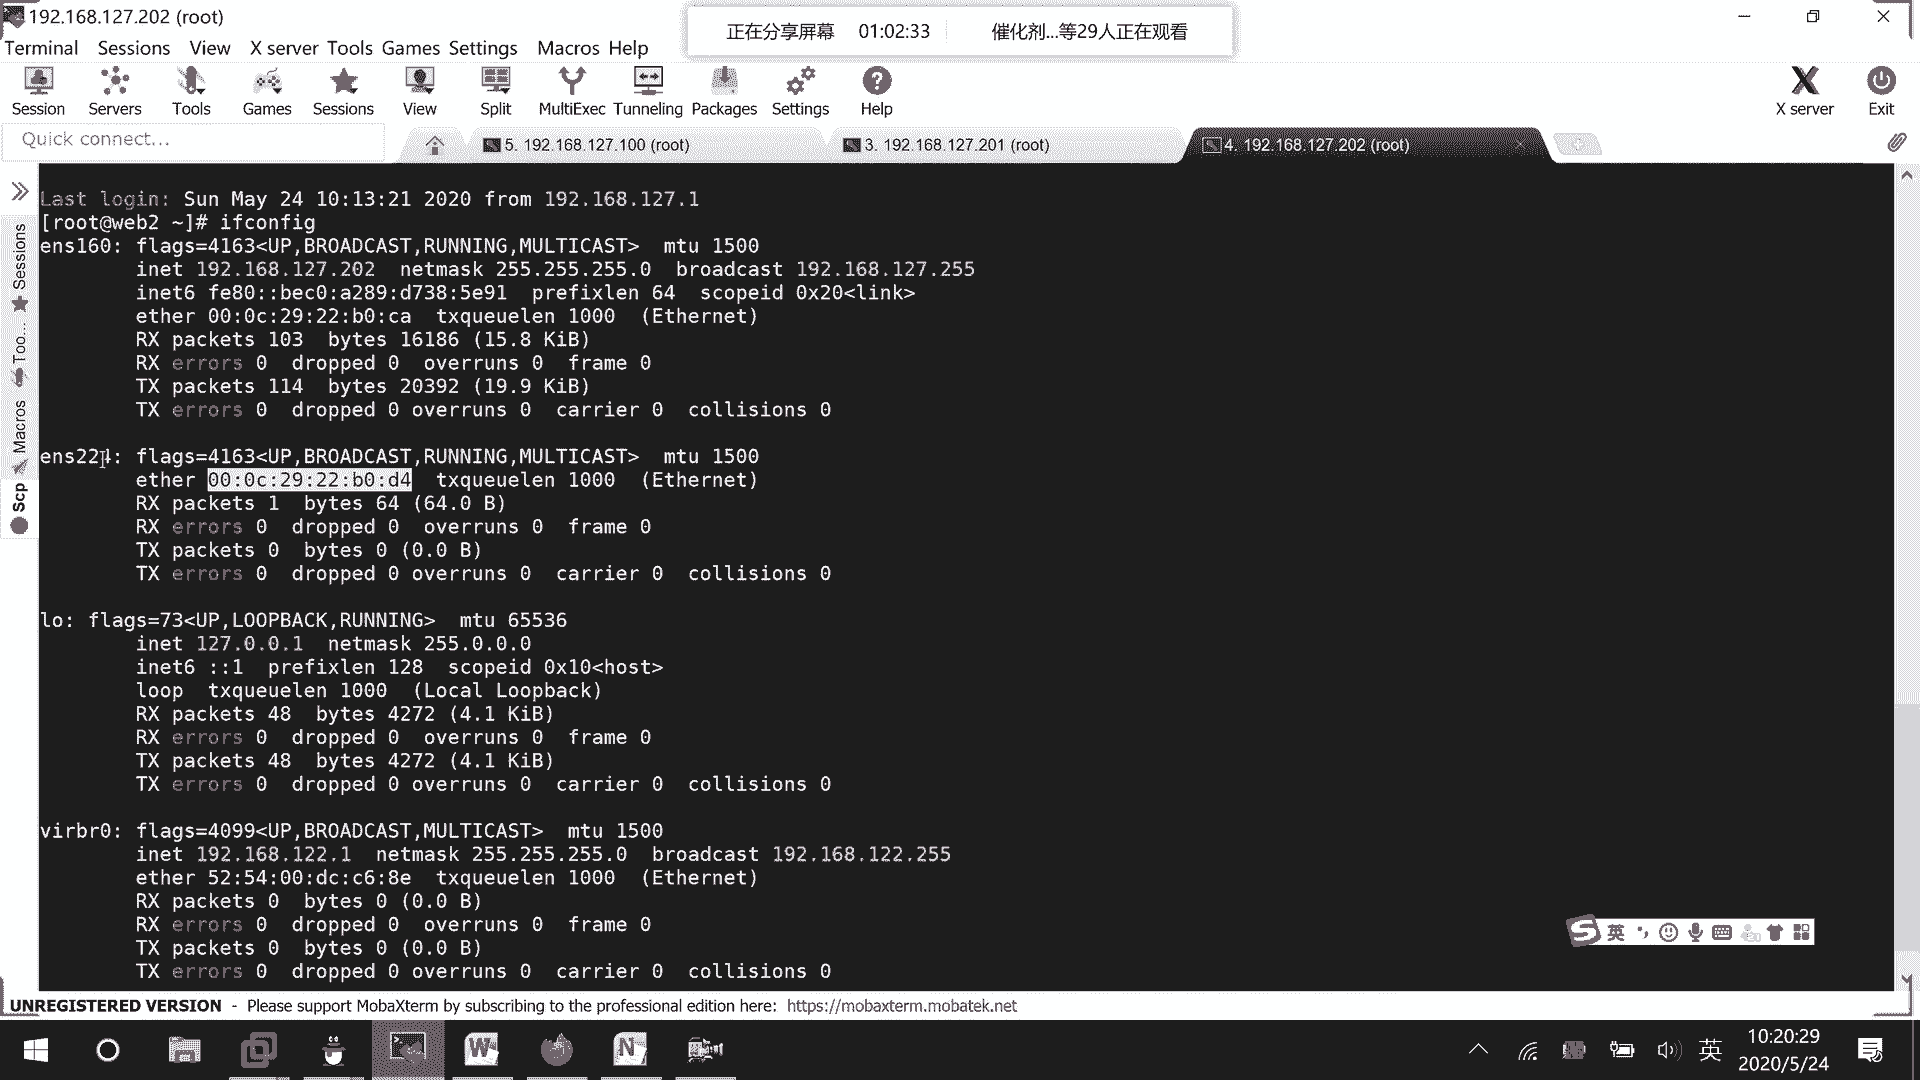 192.168.127.202 (root)
正在分享屏幕 01:02:33 催化剂...等29人正在观看
Terminal Sessions View X server Tools Games Settings Macros Help
Session Servers Tools Games Sessions View Split MultiExec Tunneling Packages Settings Help X server Exit
Quick connect...
5. 192.168.127.100 (root)
3. 192.168.127.201 (root)
4. 192.168.127.202 (root)
Sessions
Too...
Macros
Scp
Last login: Sun May 24 10:13:21 2020 from 192.168.127.1
[root@web2 ~]# ifconfig
ens160: flags=4163<UP,BROADCAST,RUNNING,MULTICAST>  mtu 1500
inet 192.168.127.202  netmask 255.255.255.0  broadcast 192.168.127.255
inet6 fe80::bec0:a289:d738:5e91  prefixlen 64  scopeid 0x20<link>
ether 00:0c:29:22:b0:ca  txqueuelen 1000  (Ethernet)
RX packets 103  bytes 16186 (15.8 KiB)
RX errors 0  dropped 0  overruns 0  frame 0
TX packets 114  bytes 20392 (19.9 KiB)
TX errors 0  dropped 0 overruns 0  carrier 0  collisions 0
flags=4163<UP,BROADCAST,RUNNING,MULTICAST>  mtu 1500
ether 00:0c:29:22:b0:d4  txqueuelen 1000  (Ethernet)
RX packets 1  bytes 64 (64.0 B)
RX errors 0  dropped 0  overruns 0  frame 0
TX packets 0  bytes 0 (0.0 B)
TX errors 0  dropped 0 overruns 0  carrier 0  collisions 0
lo: flags=73<UP,LOOPBACK,RUNNING>  mtu 65536
inet 127.0.0.1  netmask 255.0.0.0
inet6 ::1  prefixlen 128  scopeid 0x10<host>
loop  txqueuelen 1000  (Local Loopback)
RX packets 48  bytes 4272 (4.1 KiB)
RX errors 0  dropped 0  overruns 0  frame 0
TX packets 48  bytes 4272 (4.1 KiB)
TX errors 0  dropped 0 overruns 0  carrier 0  collisions 0
virbr0: flags=4099<UP,BROADCAST,MULTICAST>  mtu 1500
inet 192.168.122.1  netmask 255.255.255.0  broadcast 192.168.122.255
ether 52:54:00:dc:c6:8e  txqueuelen 1000  (Ethernet)
RX packets 0  bytes 0 (0.0 B)
RX errors 0  dropped 0  overruns 0  frame 0
TX packets 0  bytes 0 (0.0 B)
TX errors 0  dropped 0 overruns 0  carrier 0  collisions 0
英
UNREGISTERED VERSION - Please support MobaXterm by subscribing to the professional edition here: https://mobaxterm.mobatek.net
英
10:20:29
2020/5/24